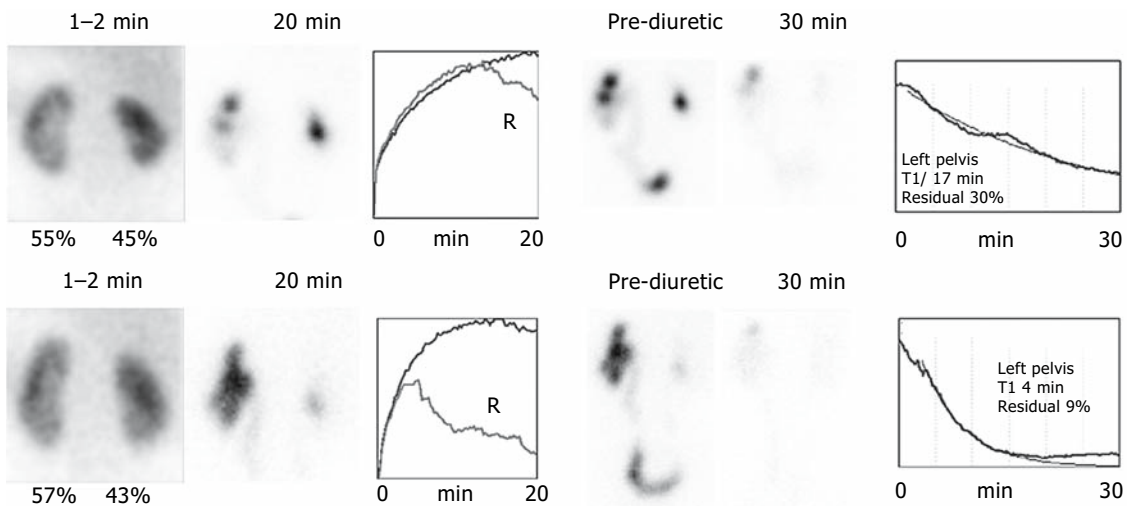 1–2 min 20 min Pre-diuretic 30 min
R
Left pelvis
T1/ 17 min
Residual 30%
55% 45% 0 min 20 0 min 30
1–2 min 20 min Pre-diuretic 30 min
Left pelvis
T1 4 min
Residual 9%
R
57% 43% 0 min 20 0 min 30